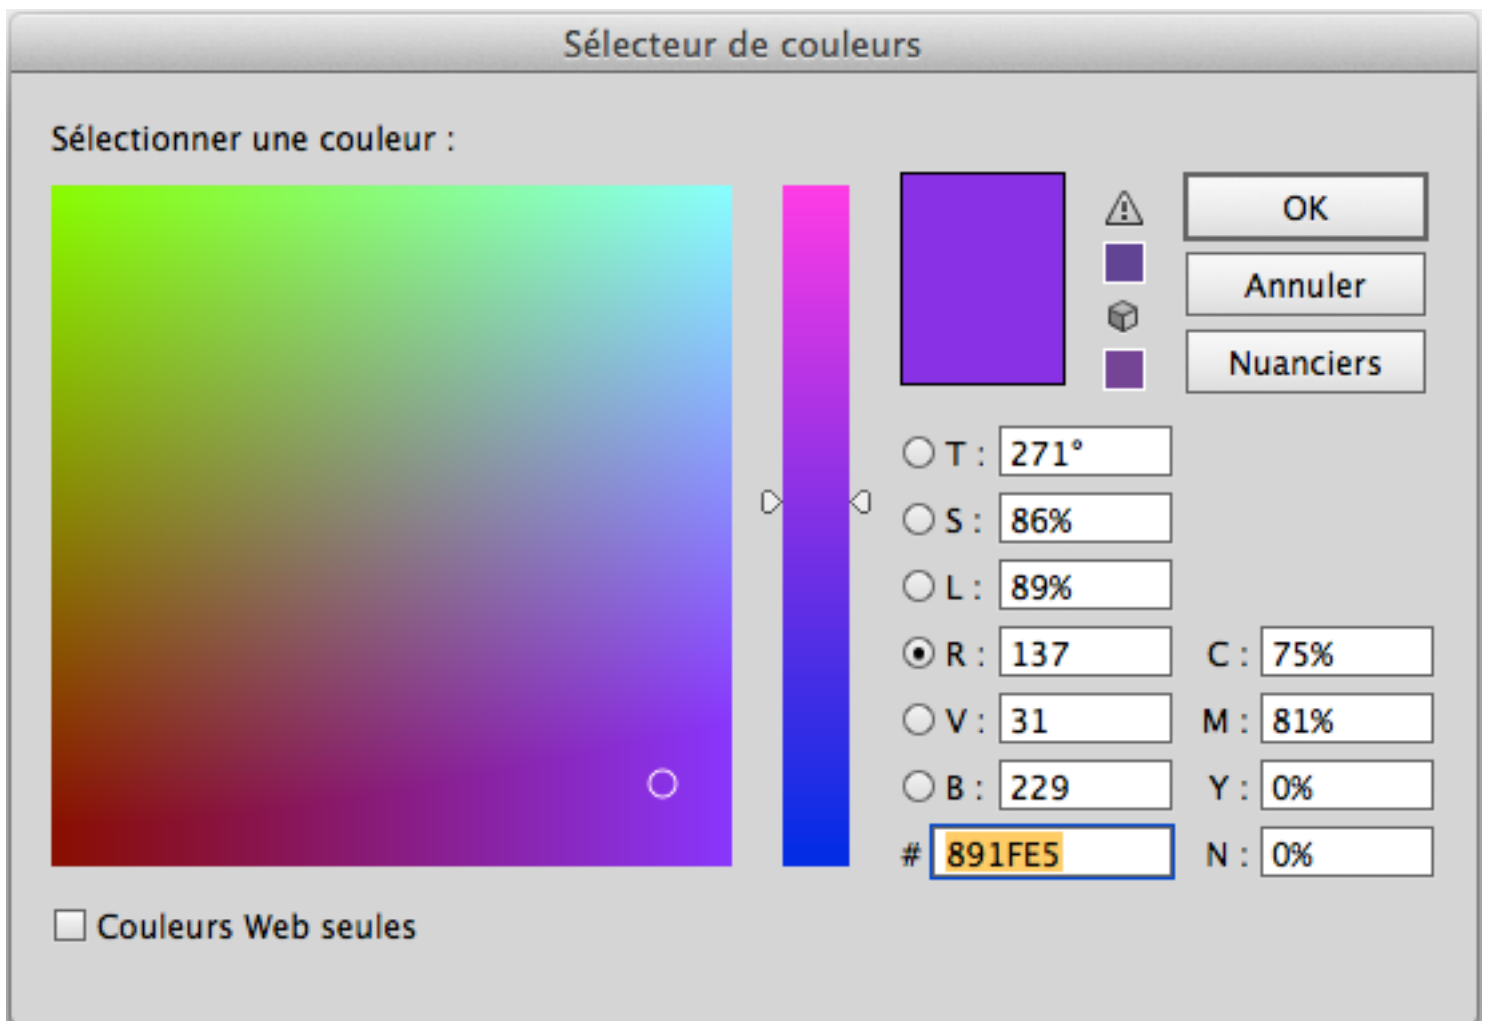 Sélecteur de couleurs
Sélectionner une couleur :
OK
Annuler
Nuanciers
T : 271°
S : 86%
L : 89%
R : 137 C : 75%
V : 31 M : 81%
B : 229 Y : 0%
# 891FE5 N : 0%
Couleurs Web seules